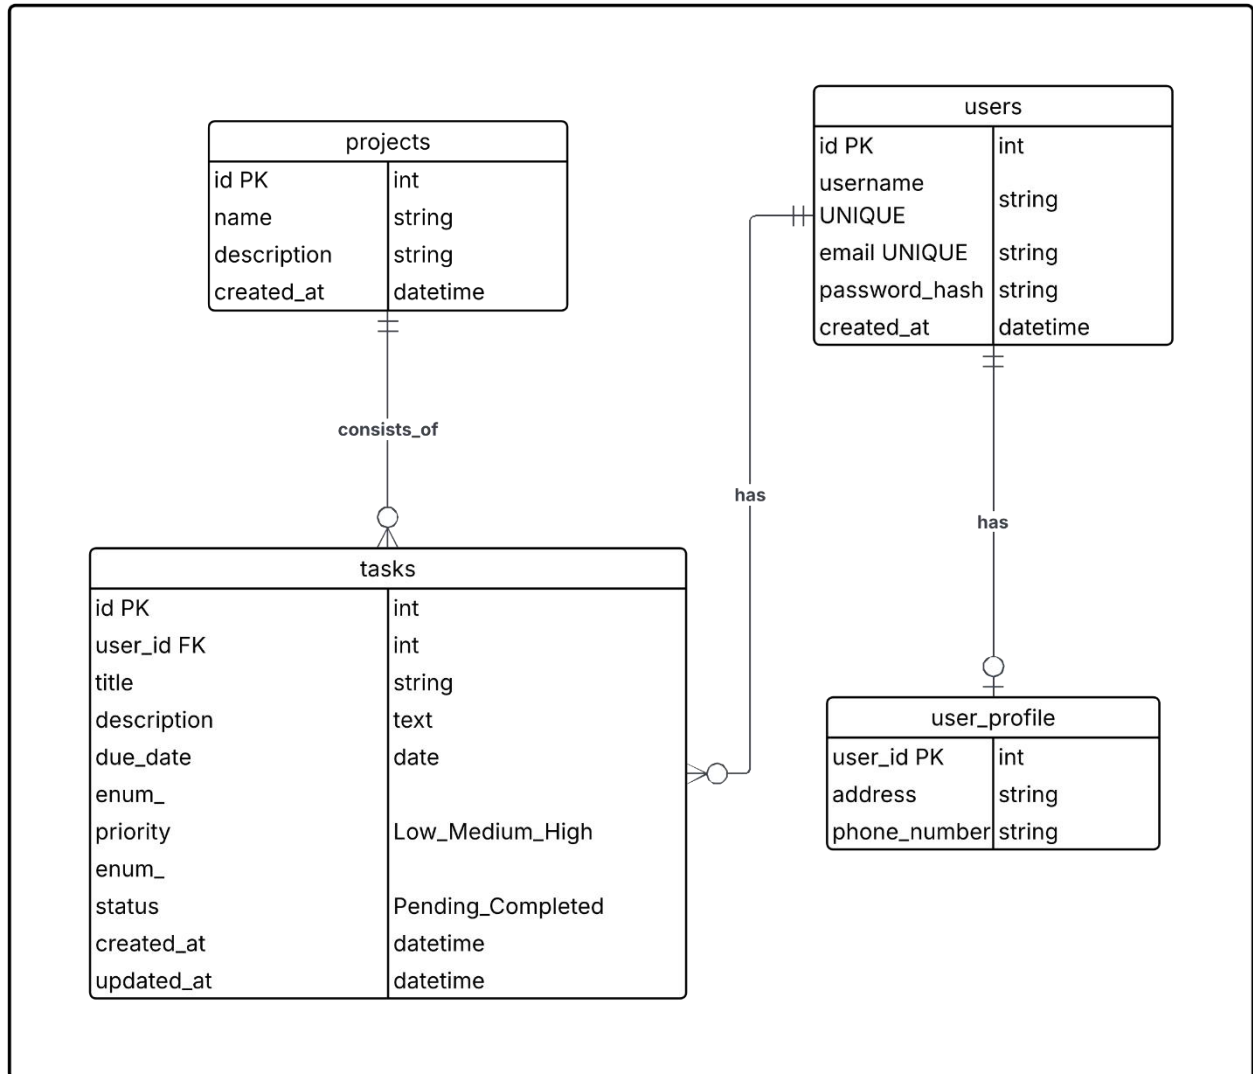 projects
id PK int
name string
description string
created_at datetime
users
id PK int
username
UNIQUE string
email UNIQUE string
password_hash string
created_at datetime
consists_of
has
has
tasks
id PK int
user_id FK int
title string
description text
due_date date
enum_
priority Low_Medium_High
enum_
status Pending_Completed
created_at datetime
updated_at datetime
user_profile
user_id PK int
address string
phone_number string